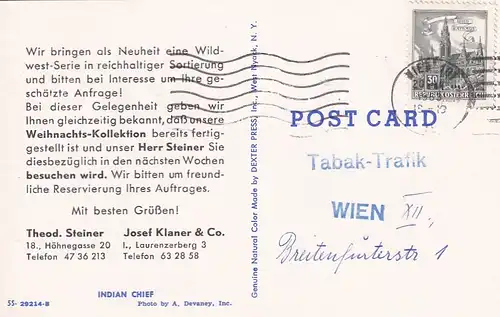 Wir bringen als Neuheit eine Wild-
west-Serie in reichhaltiger Sortierung
und bitten bei Interesse um Ihre ge-
schätzte Anfrage!
Bei dieser Gelegenheit geben wir
Ihnen gleichzeitig bekannt, daß unsere
Weihnachts-Kollektion bereits fertig-
gestellt ist und unser Herr Steiner Sie
diesbezüglich in den nächsten Wochen
besuchen wird. Wir bitten um freund-
liche Reservierung Ihres Auftrages.
Mit besten Grüßen!
Theod. Steiner
18., Hähnegasse 20
Telefon 47 36 213
Josef Klaner & Co.
I., Laurenzerberg 3
Telefon 63 28 58
INDIAN CHIEF
55-29214-B
Photo by A. Devaney, Inc.
Genuine Natural Color Made by DEXTER PRESS, Inc., West Nyack, N. Y.
30
REPUBLIK ÖSTERREICH
POST CARD
Tabak-Trafik
WIEN XII.,
Breitenfurterstr 1